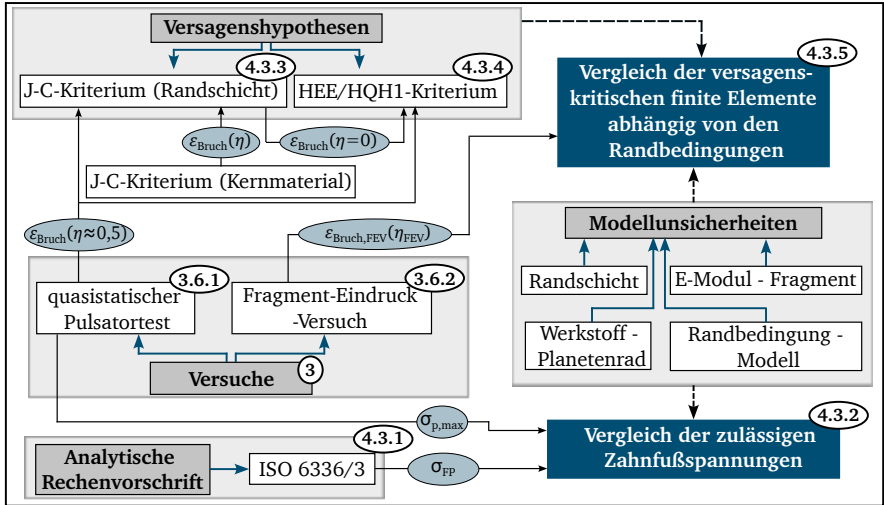 Versagenshypothesen
4.3.3
4.3.4
J-C-Kriterium (Randschicht)
HEE/HQH1-Kriterium
εBruch(η)
εBruch(η=0)
J-C-Kriterium (Kernmaterial)
4.3.5
Vergleich der versagens-
kritischen finite Elemente
abhängig von den
Randbedingungen
εBruch(η≈0,5)
εBruch,FEV(ηFEV)
Modellunsicherheiten
Randschicht
E-Modul - Fragment
Werkstoff -
Planetenrad
Randbedingung -
Modell
3.6.1
3.6.2
quasistatischer
Pulsatortest
Fragment-Eindruck
-Versuch
Versuche
3
σp,max
4.3.2
Vergleich der zulässigen
Zahnfußspannungen
4.3.1
Analytische
Rechenvorschrift
ISO 6336/3
σFP